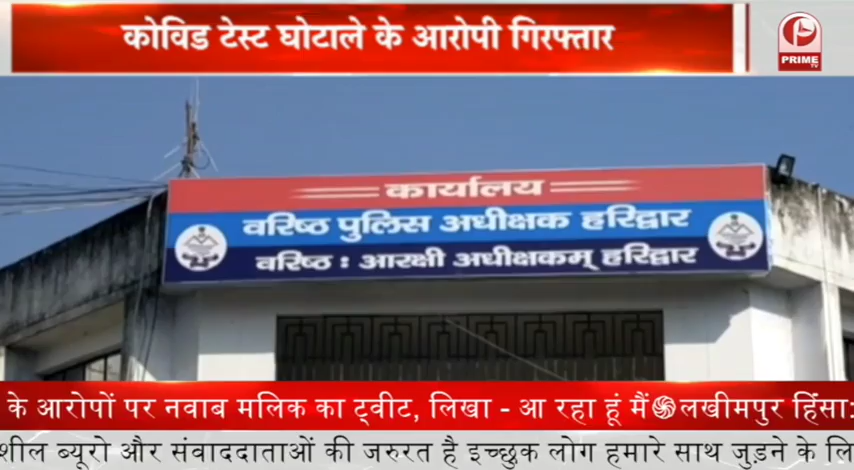 कोविड टेस्ट घोटाले के आरोपी गिरफ्तार
PRIME
TV
कार्यालय
वरिष्ठ पुलिस अधीक्षक हरिद्वार
वरिष्ठ : आरक्षी अधीक्षकम् हरिद्वार
के आरोपों पर नवाब मलिक का ट्वीट, लिखा - आ रहा हूं मैं लखीमपुर हिंसा:
शील ब्यूरो और संवाददाताओं की जरुरत है इच्छुक लोग हमारे साथ जुड़ने के लि